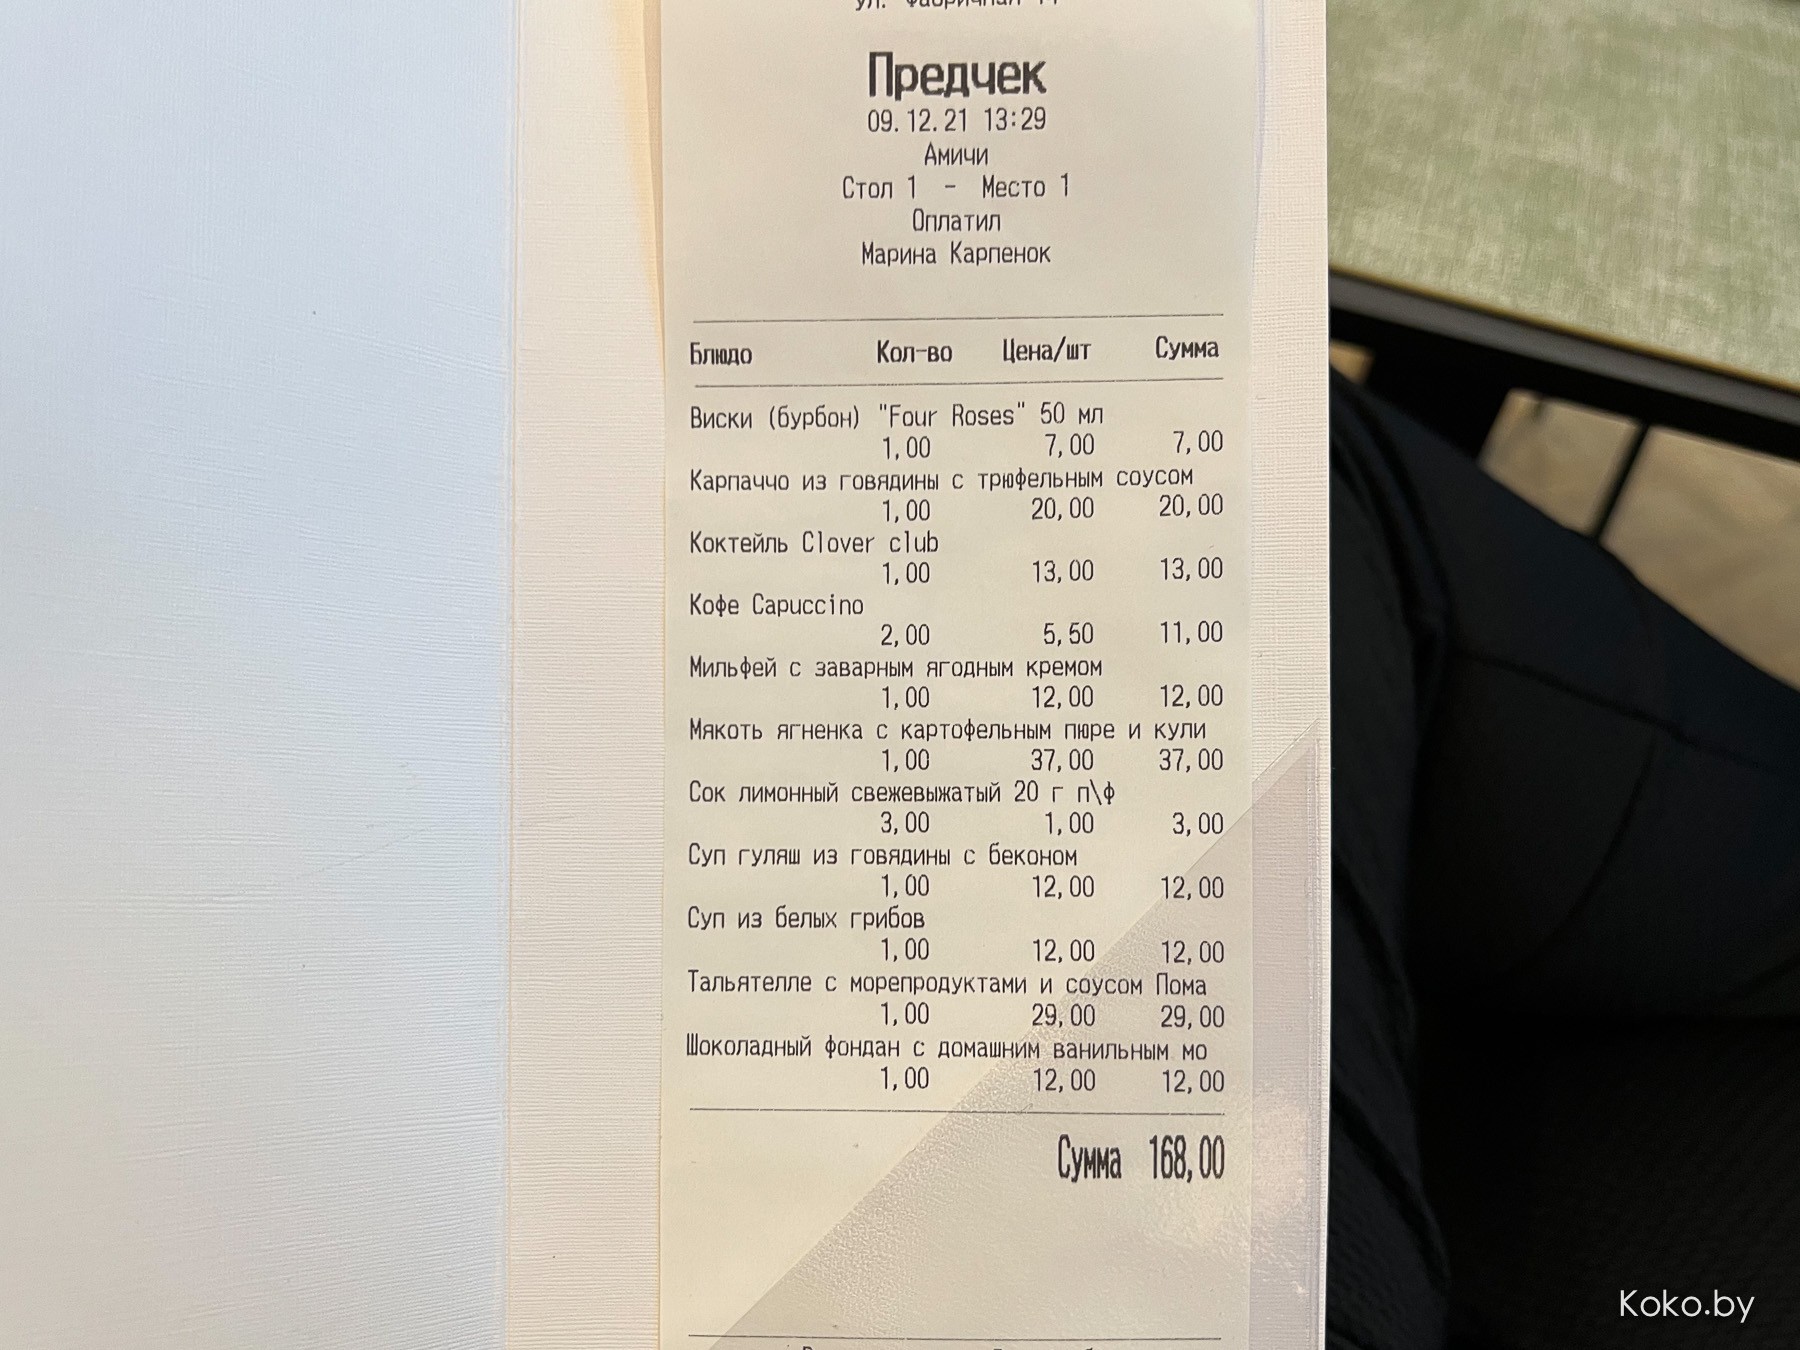 ул. Фабричная
Предчек
09.12.21 13:29
Амичи
Стол 1 - Место 1
Оплатил
Марина Карпенок
Блюдо Кол-во Цена/шт Сумма
Виски (бурбон) "Four Roses" 50 мл
1,00 7,00 7,00
Карпаччо из говядины с трюфельным соусом
1,00 20,00 20,00
Коктейль Clover club
1,00 13,00 13,00
Кофе Capuccino
2,00 5,50 11,00
Мильфей с заварным ягодным кремом
1,00 12,00 12,00
Мякоть ягненка с картофельным пюре и кули
1,00 37,00 37,00
Сок лимонный свежевыжатый 20 г п\ф
3,00 1,00 3,00
Суп гуляш из говядины с беконом
1,00 12,00 12,00
Суп из белых грибов
1,00 12,00 12,00
Тальятелле с морепродуктами и соусом Пома
1,00 29,00 29,00
Шоколадный фондан с домашним ванильным мо
1,00 12,00 12,00
Сумма 168,00
Koko.by